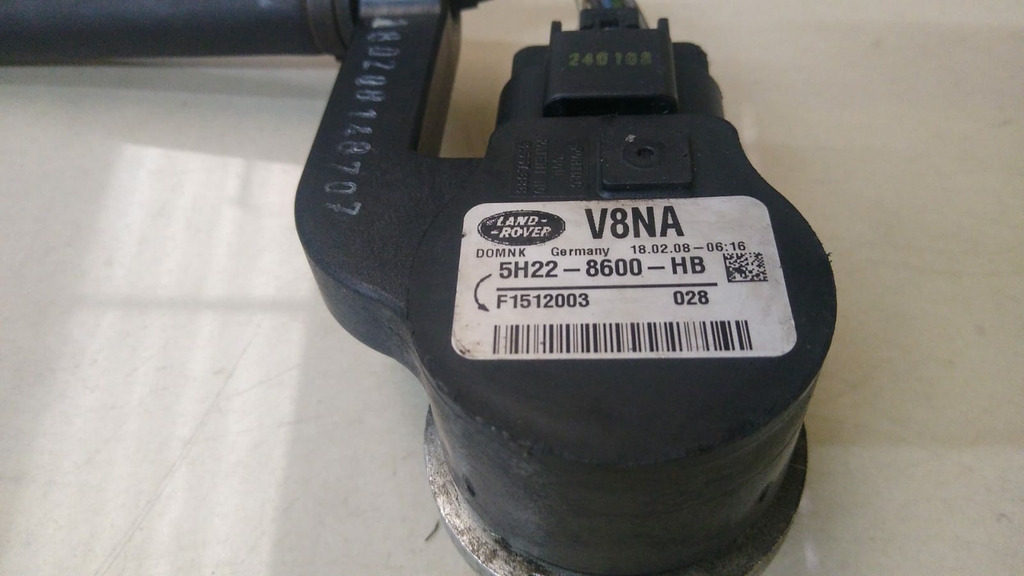 240108
LAND-
-ROVER
V8NA
DOMNK Germany 18.02.08-06:16
5H22-8600-HB
F1512003 028